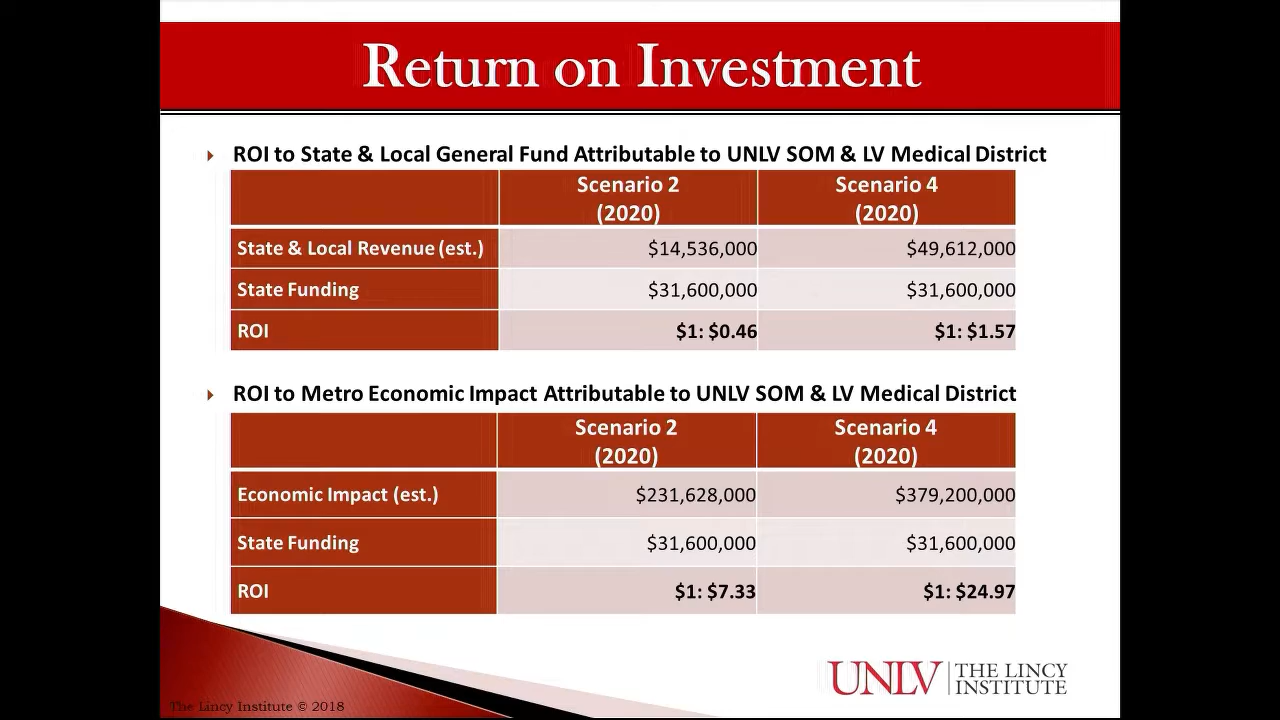 Return on Investment
ROI to State & Local General Fund Attributable to UNLV SOM & LV Medical District
Scenario 2 (2020) Scenario 4 (2020)
State & Local Revenue (est.) $14,536,000 $49,612,000
State Funding $31,600,000 $31,600,000
ROI $1: $0.46 $1: $1.57
ROI to Metro Economic Impact Attributable to UNLV SOM & LV Medical District
Scenario 2 (2020) Scenario 4 (2020)
Economic Impact (est.) $231,628,000 $379,200,000
State Funding $31,600,000 $31,600,000
ROI $1: $7.33 $1: $24.97
UNLV THE LINCY INSTITUTE
The Lincy Institute © 2018